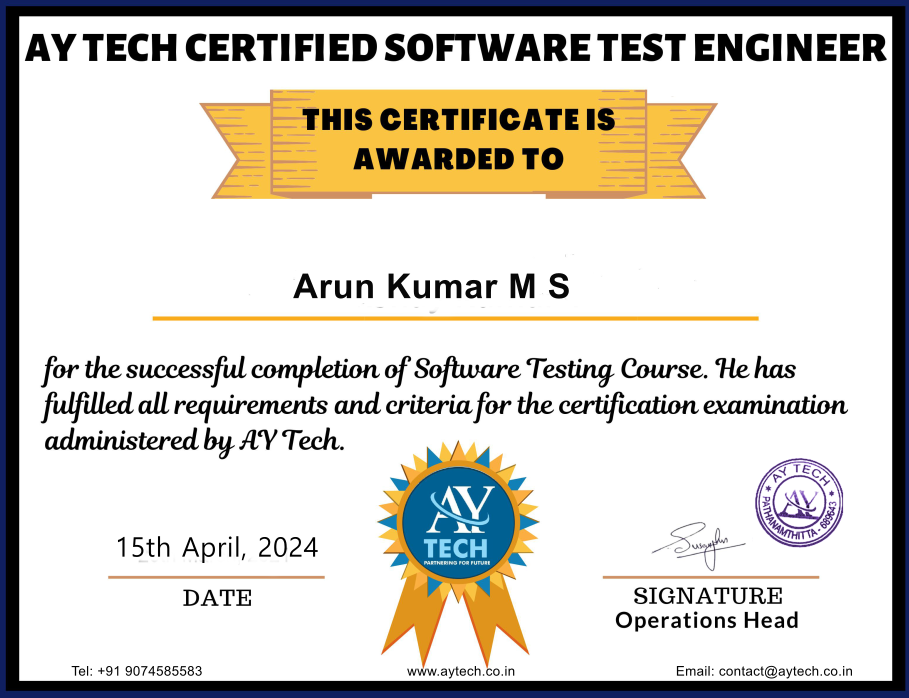 AY TECH CERTIFIED SOFTWARE TEST ENGINEER
THIS CERTIFICATE IS
AWARDED TO
Arun Kumar M S
for the successful completion of Software Testing Course. He has
fulfilled all requirements and criteria for the certification examination
administered by AY Tech.
AY
TECH
PARTNERING FOR FUTURE
AY TECH
AY
PATHANAMTHITTA - 689643
15th April, 2024
DATE
SIGNATURE
Operations Head
Tel: +91 9074585583
www.aytech.co.in
Email: contact@aytech.co.in